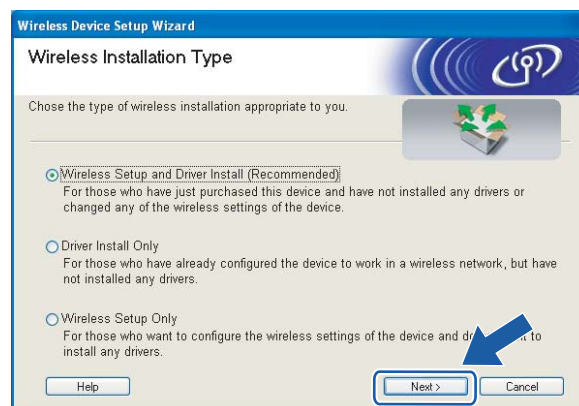 Wireless Device Setup Wizard
Wireless Installation Type
Chose the type of wireless installation appropriate to you.
Wireless Setup and Driver Install (Recommended)
For those who have just purchased this device and have not installed any drivers or
changed any of the wireless settings of the device.
Driver Install Only
For those who have already configured the device to work in a wireless network, but have
not installed any drivers.
Wireless Setup Only
For those who want to configure the wireless settings of the device and to
install any drivers.
Help Next > Cancel